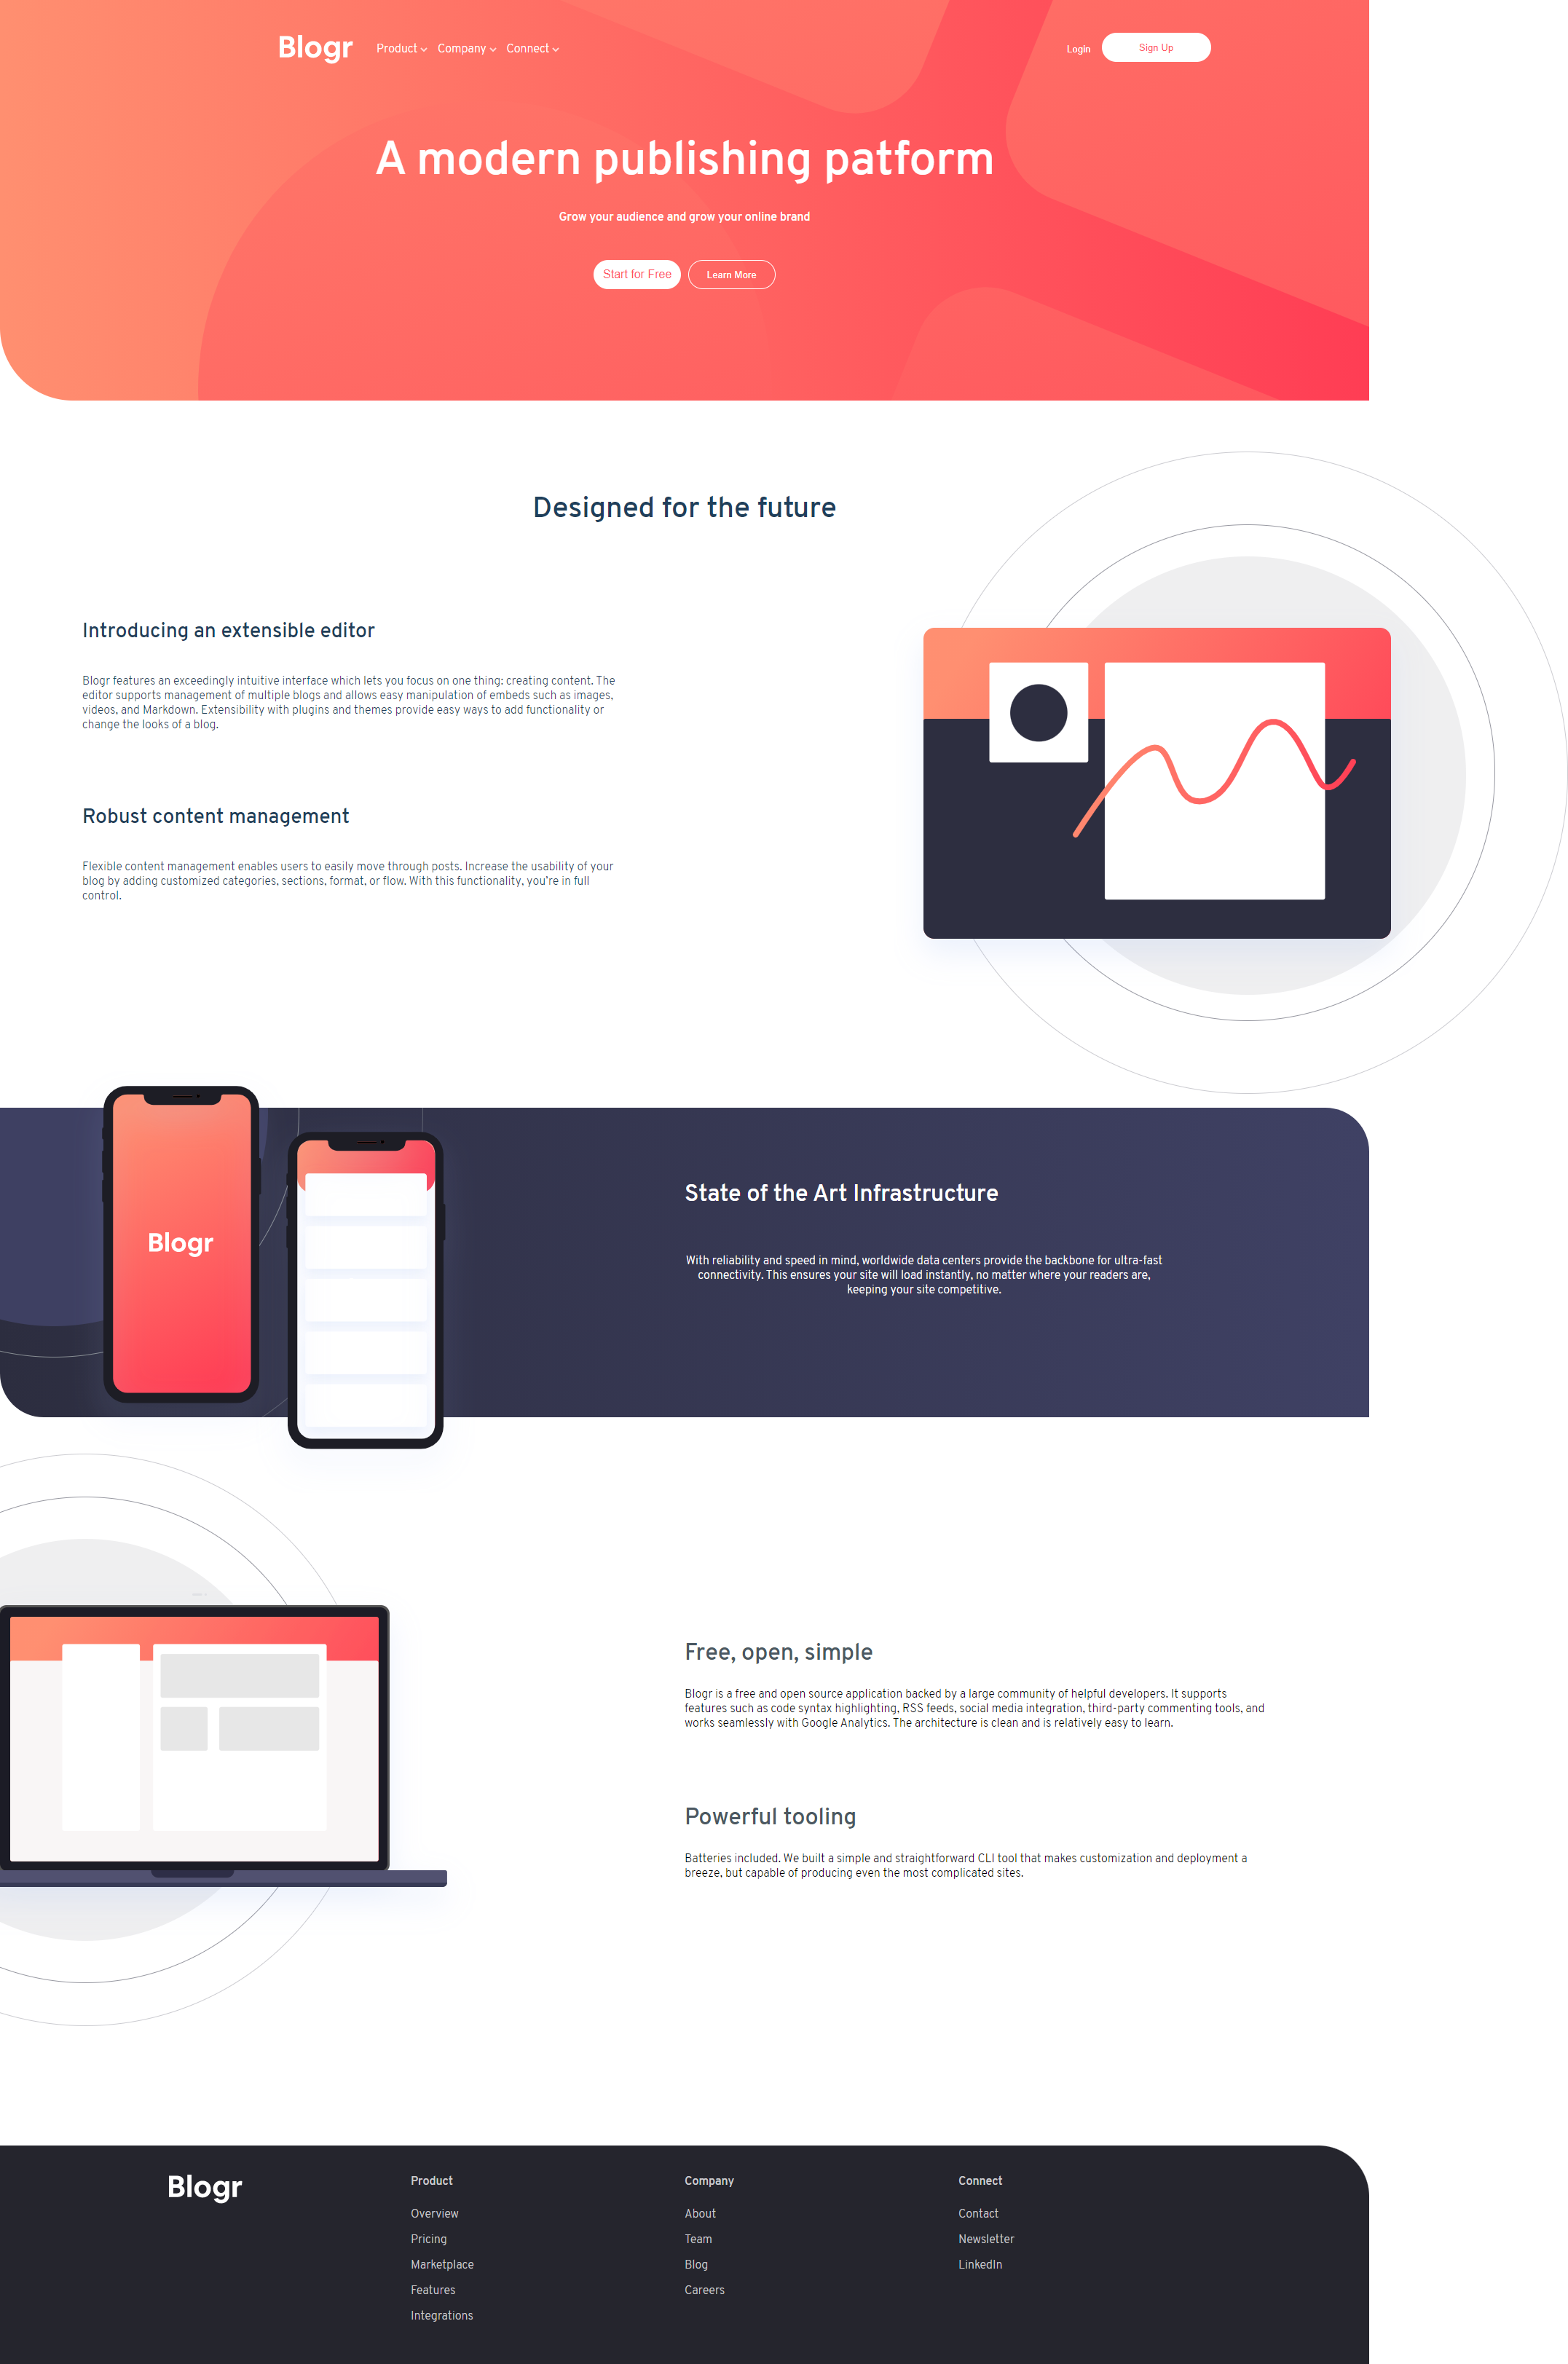 Blogr Product Company Connect Login Sign Up
A modern publishing patform
Grow your audience and grow your online brand
Start for Free Learn More
Designed for the future
Introducing an extensible editor
Blogr features an exceedingly intuitive interface which lets you focus on one thing: creating content. The
editor supports management of multiple blogs and allows easy manipulation of embeds such as images,
videos, and Markdown. Extensibility with plugins and themes provide easy ways to add functionality or
change the looks of a blog.
Robust content management
Flexible content management enables users to easily move through posts. Increase the usability of your
blog by adding customized categories, sections, format, or flow. With this functionality, you're in full
control.
Blogr
State of the Art Infrastructure
With reliability and speed in mind, worldwide data centers provide the backbone for ultra-fast
connectivity. This ensures your site will load instantly, no matter where your readers are,
keeping your site competitive.
Free, open, simple
Blogr is a free and open source application backed by a large community of helpful developers. It supports
features such as code syntax highlighting, RSS feeds, social media integration, third-party commenting tools, and
works seamlessly with Google Analytics. The architecture is clean and is relatively easy to learn.
Powerful tooling
Batteries included. We built a simple and straightforward CLI tool that makes customization and deployment a
breeze, but capable of producing even the most complicated sites.
Blogr
Product
Overview
Pricing
Marketplace
Features
Integrations
Company
About
Team
Blog
Careers
Connect
Contact
Newsletter
LinkedIn